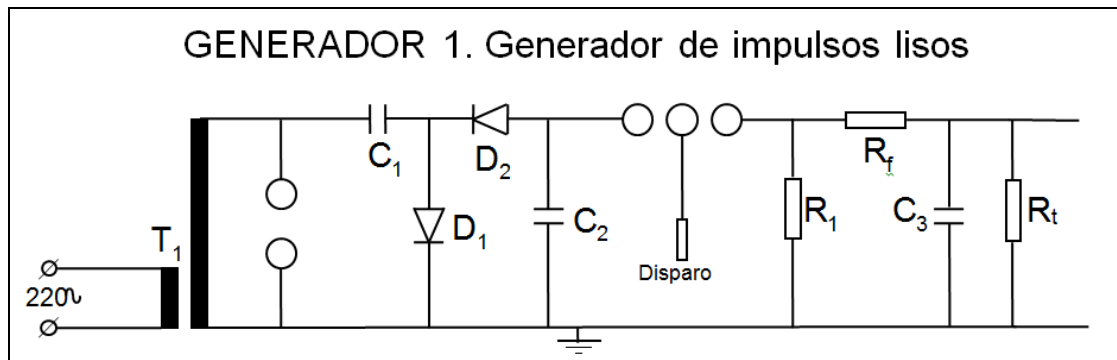 GENERADOR 1. Generador de impulsos lisos
C1
D2
Rf
T1
D1
C2
R1
C3
Rt
Disparo
220